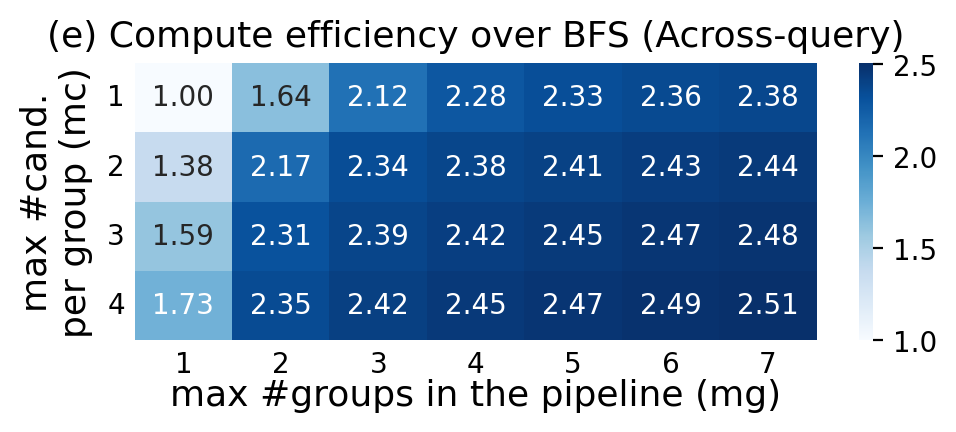 (e) Compute efficiency over BFS (Across-query)
max #cand.
per group (mc)
1 1.00 1.64 2.12 2.28 2.33 2.36 2.38
2 1.38 2.17 2.34 2.38 2.41 2.43 2.44
3 1.59 2.31 2.39 2.42 2.45 2.47 2.48
4 1.73 2.35 2.42 2.45 2.47 2.49 2.51
1 2 3 4 5 6 7
max #groups in the pipeline (mg)
2.5
2.0
1.5
1.0